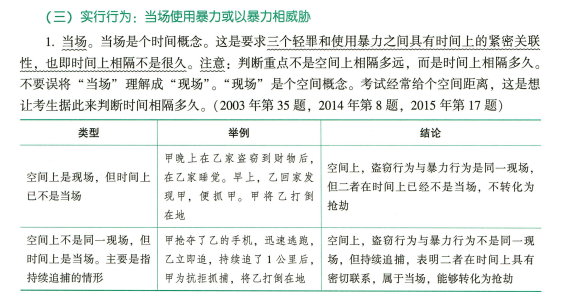 （三）实行行为：当场使用暴力或以暴力相威胁
1. 当场。当场是个时间概念。这是要求三个轻罪和使用暴力之间具有时间上的紧密关联
性，也即时间上相隔不是很久。注意：判断重点不是空间上相隔多远，而是时间上相隔多久。
不要误将“当场”理解成“现场”。“现场”是个空间概念。考试经常给个空间距离，这是想
让考生据此来判断时间相隔多久。（2003 年第 35 题，2014 年第 8 题，2015 年第 17 题）
类型
举例
结论
空间上是现场，但时间上
已不是当场
甲晚上在乙家盗窃到财物后，
在乙家睡觉。早上，乙回家发
现甲，便抓甲。甲将乙打倒
在地
空间上，盗窃行为与暴力行为是同一现场，
但二者在时间上已经不是当场，不转化为
抢劫
空间上不是同一现场，但
时间上是当场。主要是指
持续追捕的情形
甲抢夺了乙的手机，迅速逃跑，
乙立即追，持续追了 1 公里后，
甲为抗拒抓捕，将乙打倒在地
空间上，盗窃行为与暴力行为不是同一现
场，但持续追捕，表明二者在时间上具有
密切联系，属于当场，能够转化为抢劫